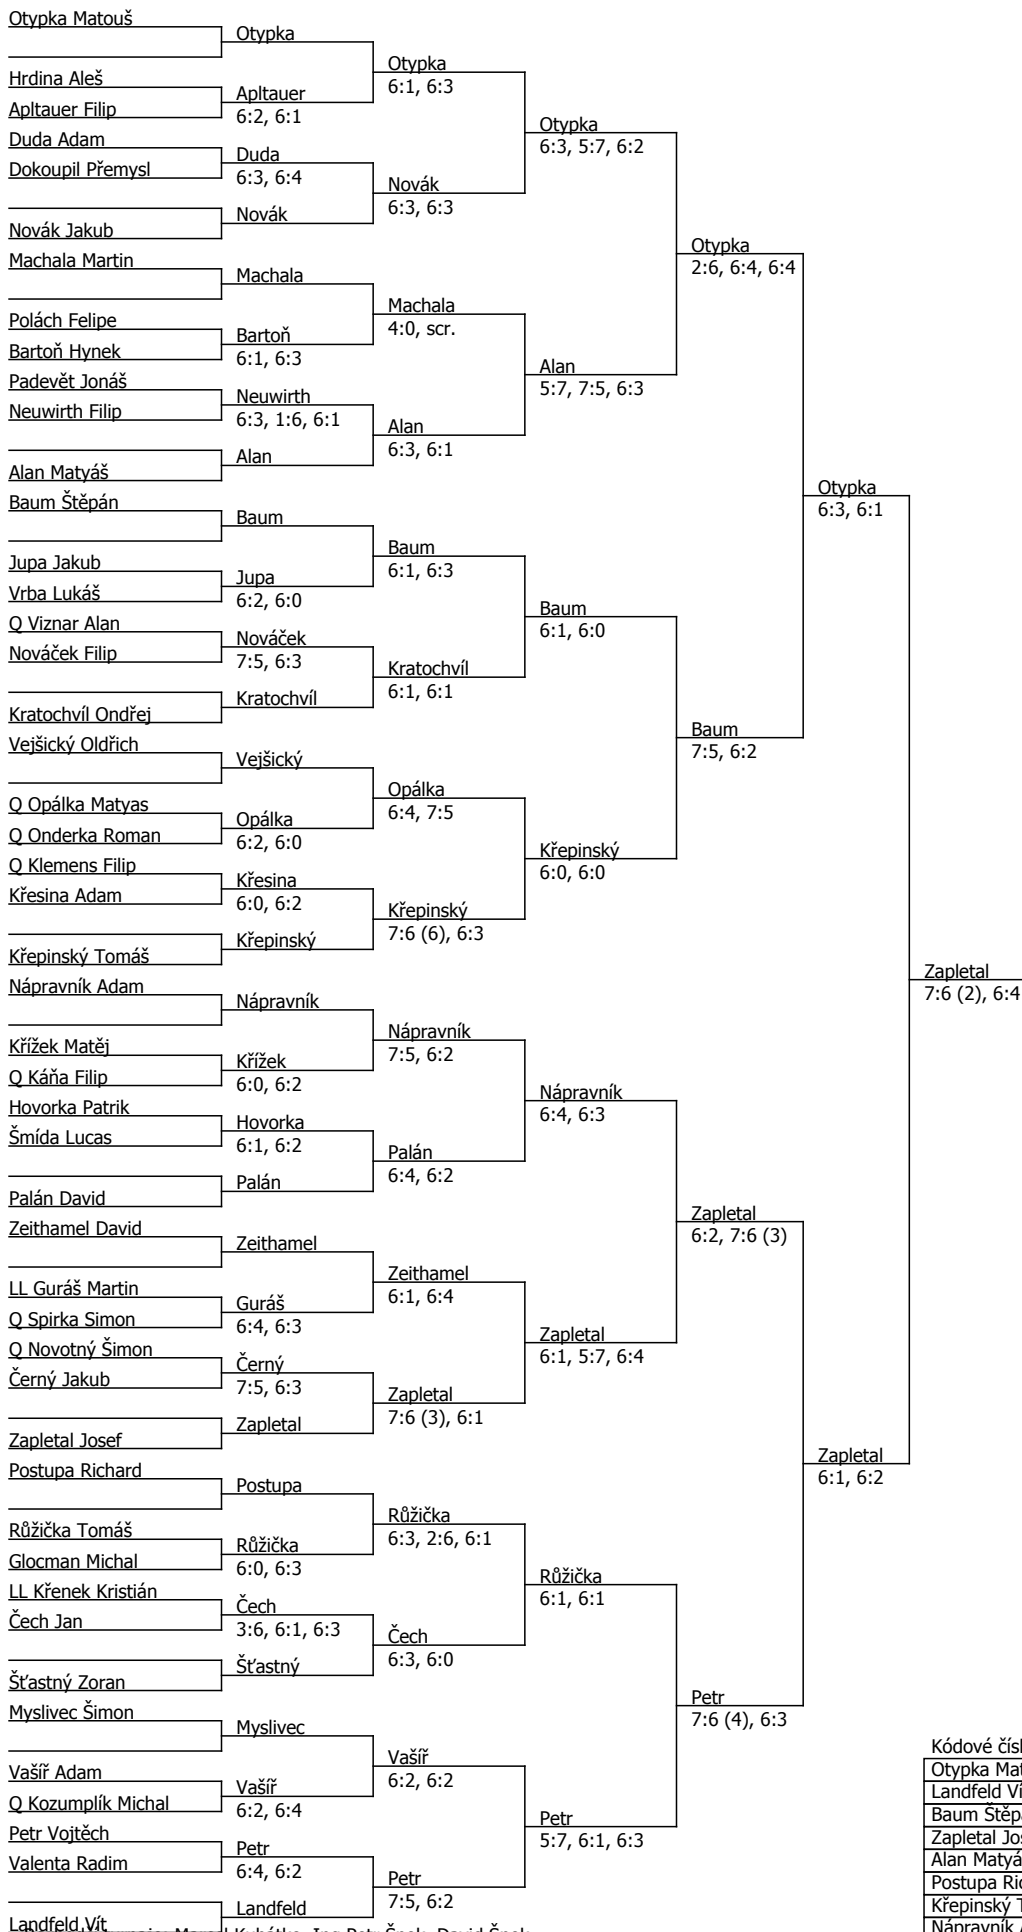 Otypka Matouš
Hrdina Aleš
Apltauer Filip
Duda Adam
Dokoupil Přemysl
Novák Jakub
Machala Martin
Polách Felipe
Bartoň Hynek
Padevět Jonáš
Neuwirth Filip
Alan Matyáš
Baum Štěpán
Jupa Jakub
Vrba Lukáš
Q Viznar Alan
Nováček Filip
Kratochvíl Ondřej
Vejšický Oldřich
Q Opálka Matyas
Q Onderka Roman
Q Klemens Filip
Křesina Adam
Křepinský Tomáš
Nápravník Adam
Křížek Matěj
Q Káňa Filip
Hovorka Patrik
Šmída Lucas
Palán David
Zeithamel David
LL Guráš Martin
Q Spirka Simon
Q Novotný Šimon
Černý Jakub
Zapletal Josef
Postupa Richard
Růžička Tomáš
Glocman Michal
LL Křenek Kristián
Čech Jan
Šťastný Zoran
Myslivec Šimon
Vašíř Adam
Q Kozumplík Michal
Petr Vojtěch
Valenta Radim
Landfeld Vít
Otypka
Apltauer
6:2, 6:1
Duda
6:3, 6:4
Novák
Machala
Bartoň
6:1, 6:3
Neuwirth
6:3, 1:6, 6:1
Alan
Baum
Jupa
6:2, 6:0
Nováček
7:5, 6:3
Kratochvíl
Vejšický
Opálka
6:2, 6:0
Křesina
6:0, 6:2
Křepinský
Nápravník
Křížek
6:0, 6:2
Hovorka
6:1, 6:2
Palán
Zeithamel
Guráš
6:4, 6:3
Černý
7:5, 6:3
Zapletal
Postupa
Růžička
6:0, 6:3
Čech
3:6, 6:1, 6:3
Šťastný
Myslivec
Vašíř
6:2, 6:4
Petr
6:4, 6:2
Landfeld
Otypka
6:1, 6:3
Novák
6:3, 6:3
Machala
4:0, scr.
Alan
6:3, 6:1
Baum
6:1, 6:3
Kratochvíl
6:1, 6:1
Opálka
6:4, 7:5
Křepinský
7:6 (6), 6:3
Nápravník
7:5, 6:2
Palán
6:4, 6:2
Zeithamel
6:1, 6:4
Zapletal
7:6 (3), 6:1
Růžička
6:3, 2:6, 6:1
Čech
6:3, 6:0
Vašíř
6:2, 6:2
Petr
7:5, 6:2
Otypka
6:3, 5:7, 6:2
Alan
5:7, 7:5, 6:3
Baum
6:1, 6:0
Křepinský
6:0, 6:0
Nápravník
6:4, 6:3
Zapletal
6:1, 5:7, 6:4
Růžička
6:1, 6:1
Petr
5:7, 6:1, 6:3
Otypka
2:6, 6:4, 6:4
Baum
7:5, 6:2
Zapletal
6:2, 7:6 (3)
Petr
7:6 (4), 6:3
Otypka
6:3, 6:1
Zapletal
6:1, 6:2
Zapletal
7:6 (2), 6:4
Kódové čísl
Otypka Mat
Landfeld Ví
Baum Štěpá
Zapletal Jos
Alan Matyá
Postupa Ric
Křepinský T
Nápravník A